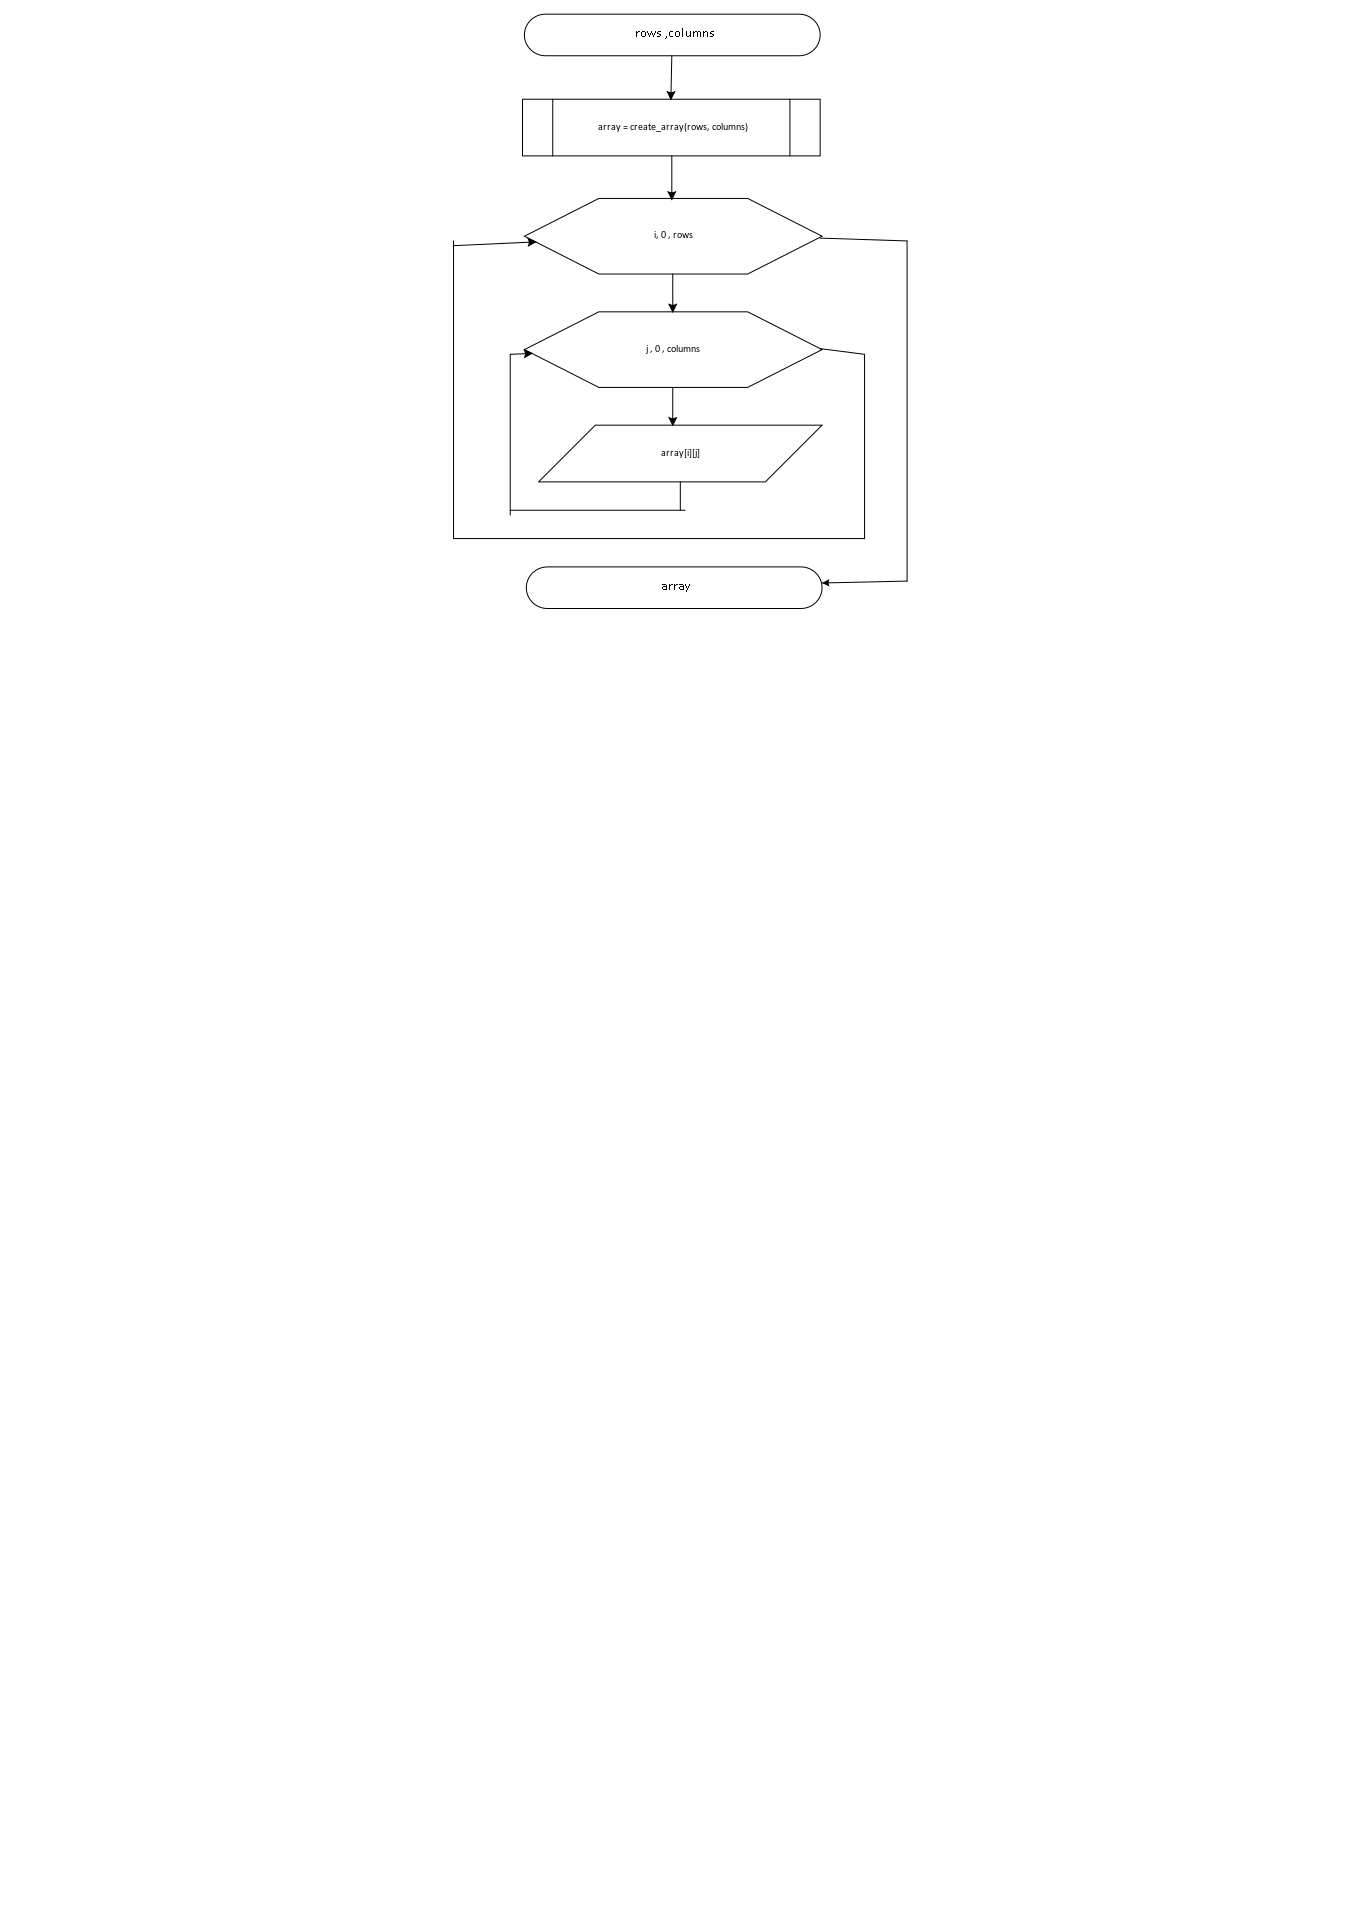 rows ,columns
array = create_array(rows, columns)
i, 0 , rows
j , 0 , columns
array[i][j]
array